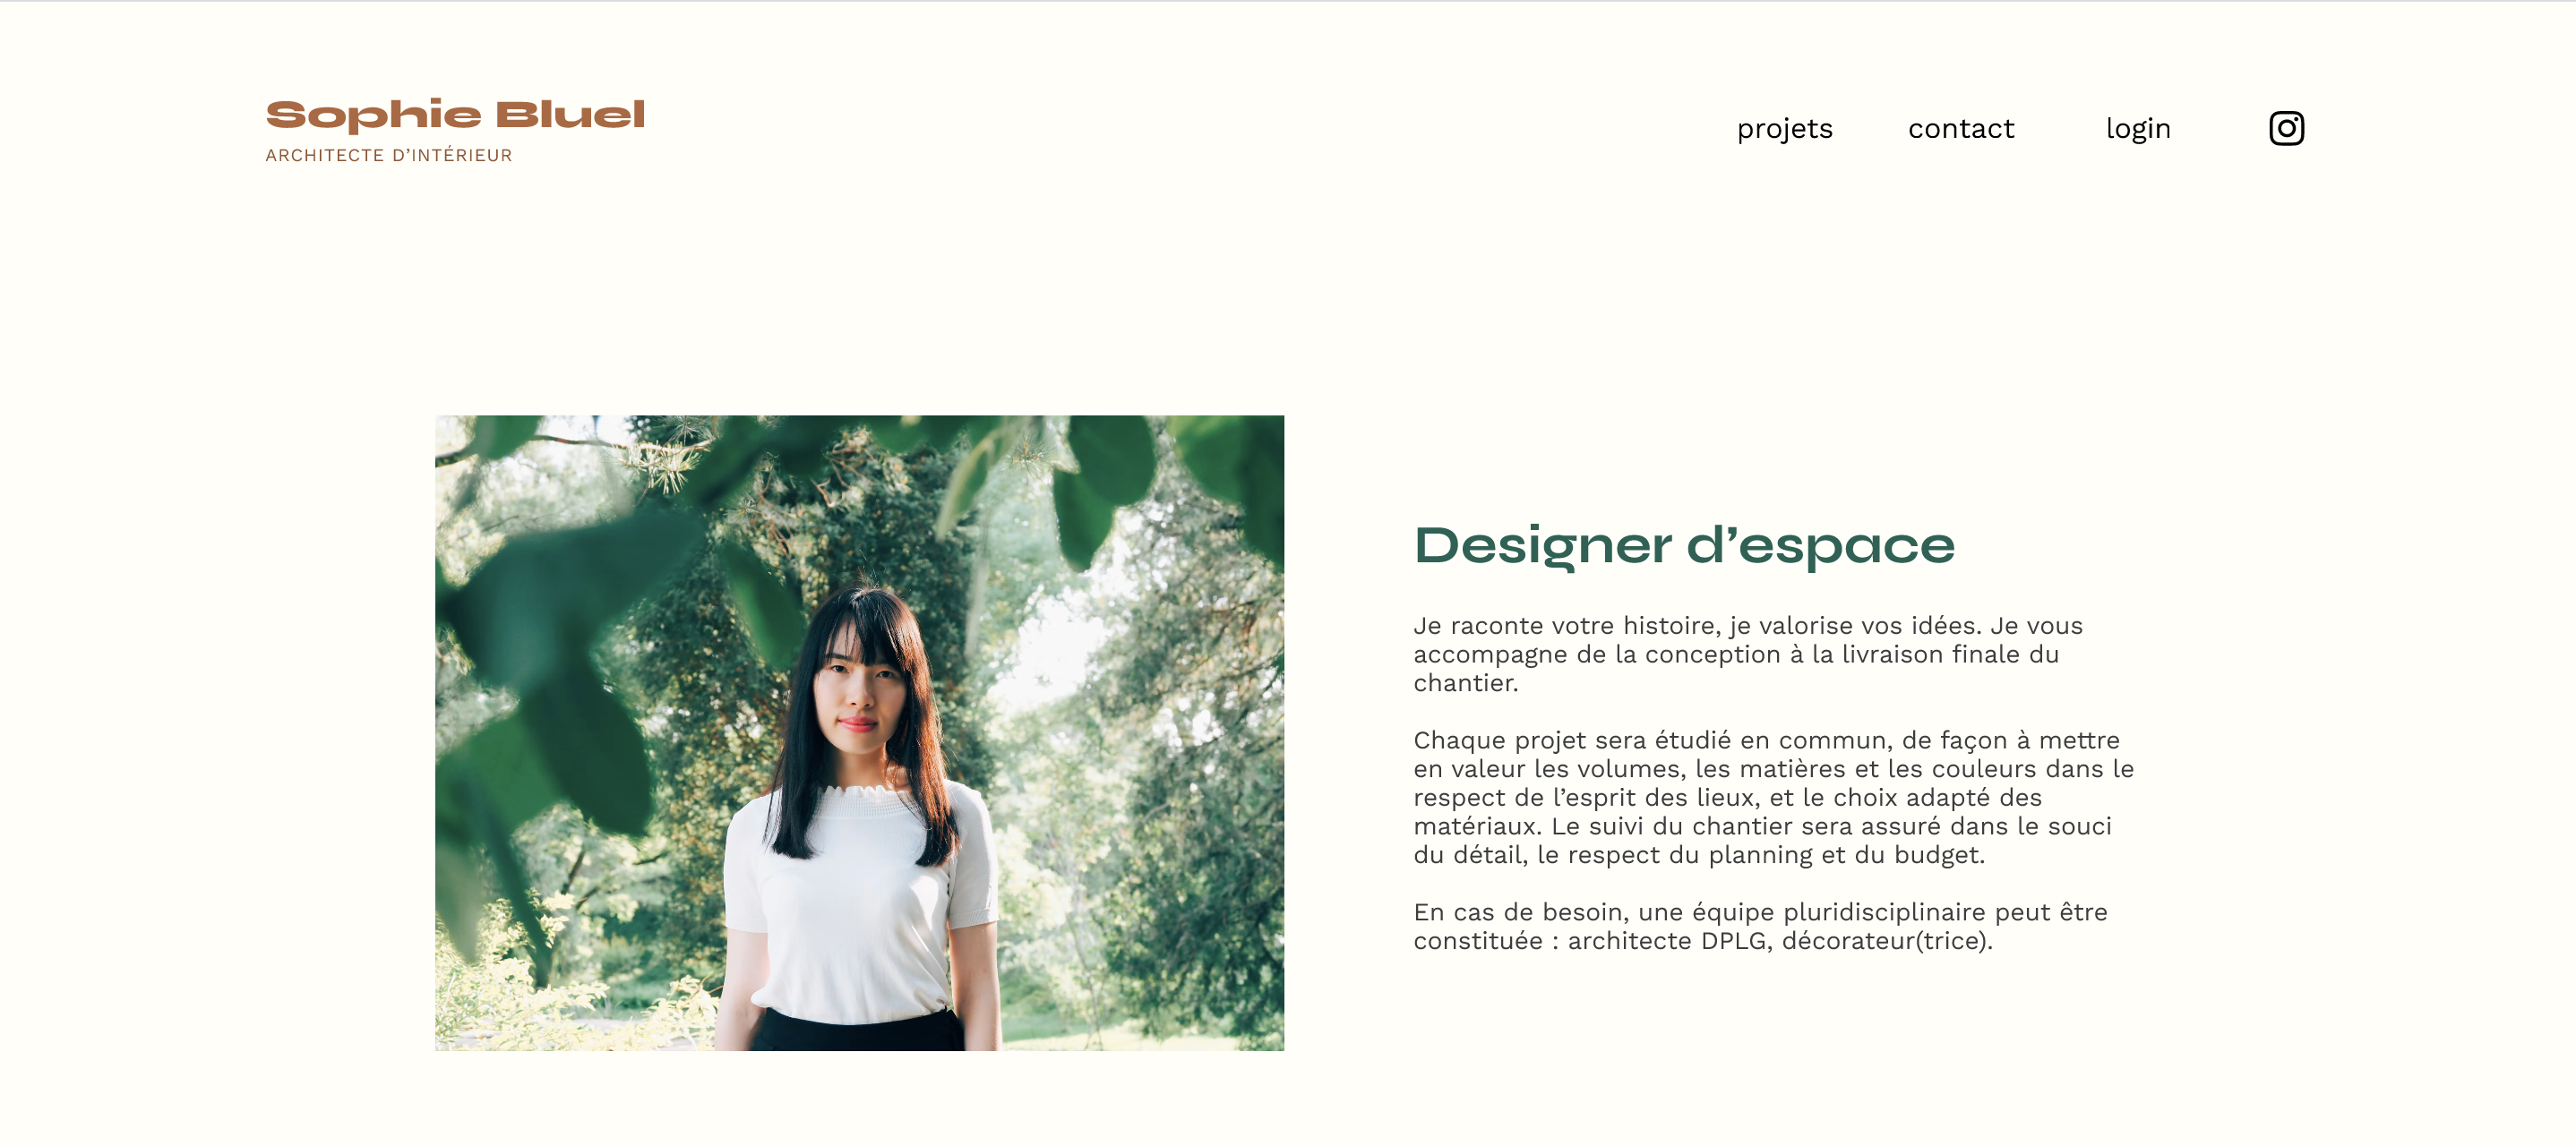 Sophie Bluel
ARCHITECTE D’INTÉRIEUR
projets
contact
login
Designer d’espace
Je raconte votre histoire, je valorise vos idées. Je vous
accompagne de la conception à la livraison finale du
chantier.
Chaque projet sera étudié en commun, de façon à mettre
en valeur les volumes, les matières et les couleurs dans le
respect de l’esprit des lieux, et le choix adapté des
matériaux. Le suivi du chantier sera assuré dans le souci
du détail, le respect du planning et du budget.
En cas de besoin, une équipe pluridisciplinaire peut être
constituée : architecte DPLG, décorateur(trice).